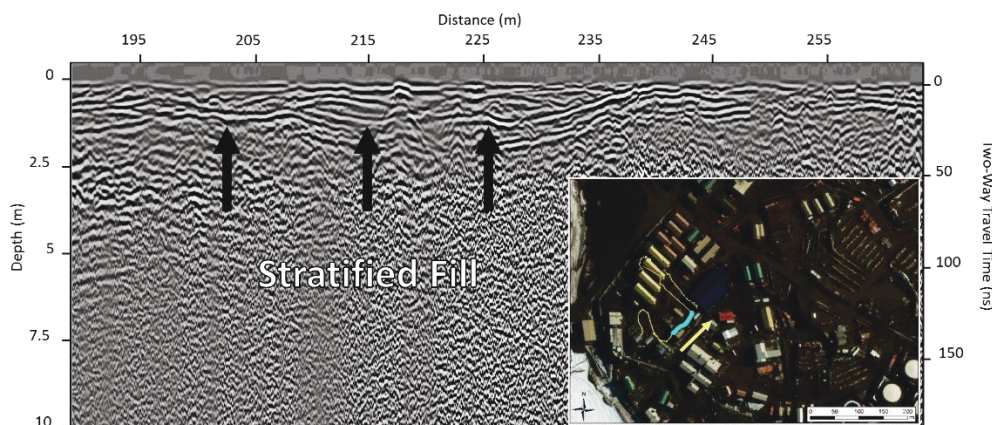 Distance (m)
195 205 215 225 235 245 255
0 0
2.5 50
5 100
7.5 150
10
Depth (m)
Two-Way Travel Time (ns)
Stratified Fill
N
0 50 100 150 200
m